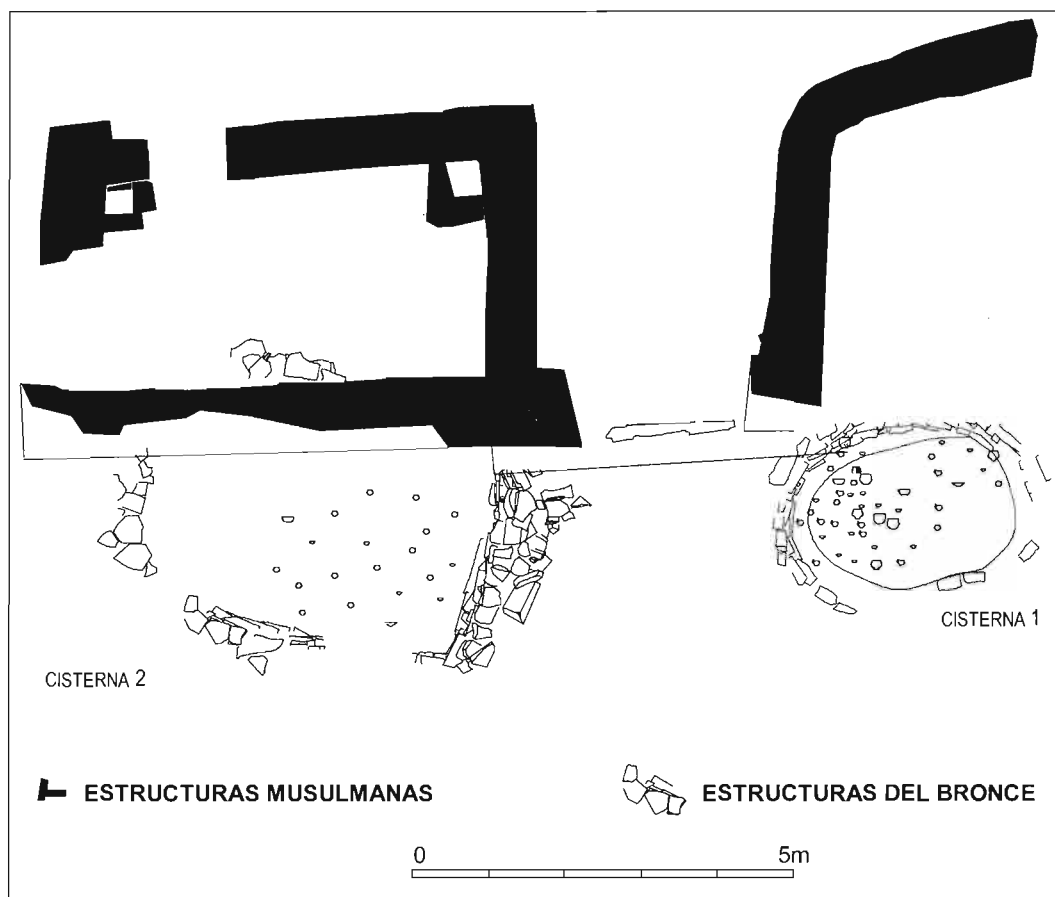 CISTERNA 1
CISTERNA 2
ESTRUCTURAS MUSULMANAS
ESTRUCTURAS DEL BRONCE
0 5m